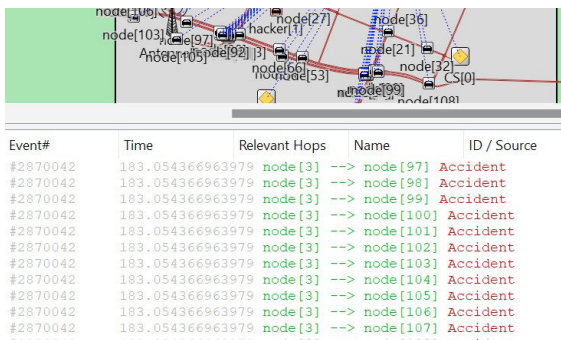 node[106]
node[27]
node[36]
node[103]
hacker[1]
node[97]
node[92]
3]
node[21]
node[105]
node[66]
node[32]
node[53]
CS[0]
node[99]
node[108]
Event# Time Relevant Hops Name ID / Source
#2870042 183.054366963979 node[3] --> node[97] Accident
#2870042 183.054366963979 node[3] --> node[98] Accident
#2870042 183.054366963979 node[3] --> node[99] Accident
#2870042 183.054366963979 node[3] --> node[100] Accident
#2870042 183.054366963979 node[3] --> node[101] Accident
#2870042 183.054366963979 node[3] --> node[102] Accident
#2870042 183.054366963979 node[3] --> node[103] Accident
#2870042 183.054366963979 node[3] --> node[104] Accident
#2870042 183.054366963979 node[3] --> node[105] Accident
#2870042 183.054366963979 node[3] --> node[106] Accident
#2870042 183.054366963979 node[3] --> node[107] Accident